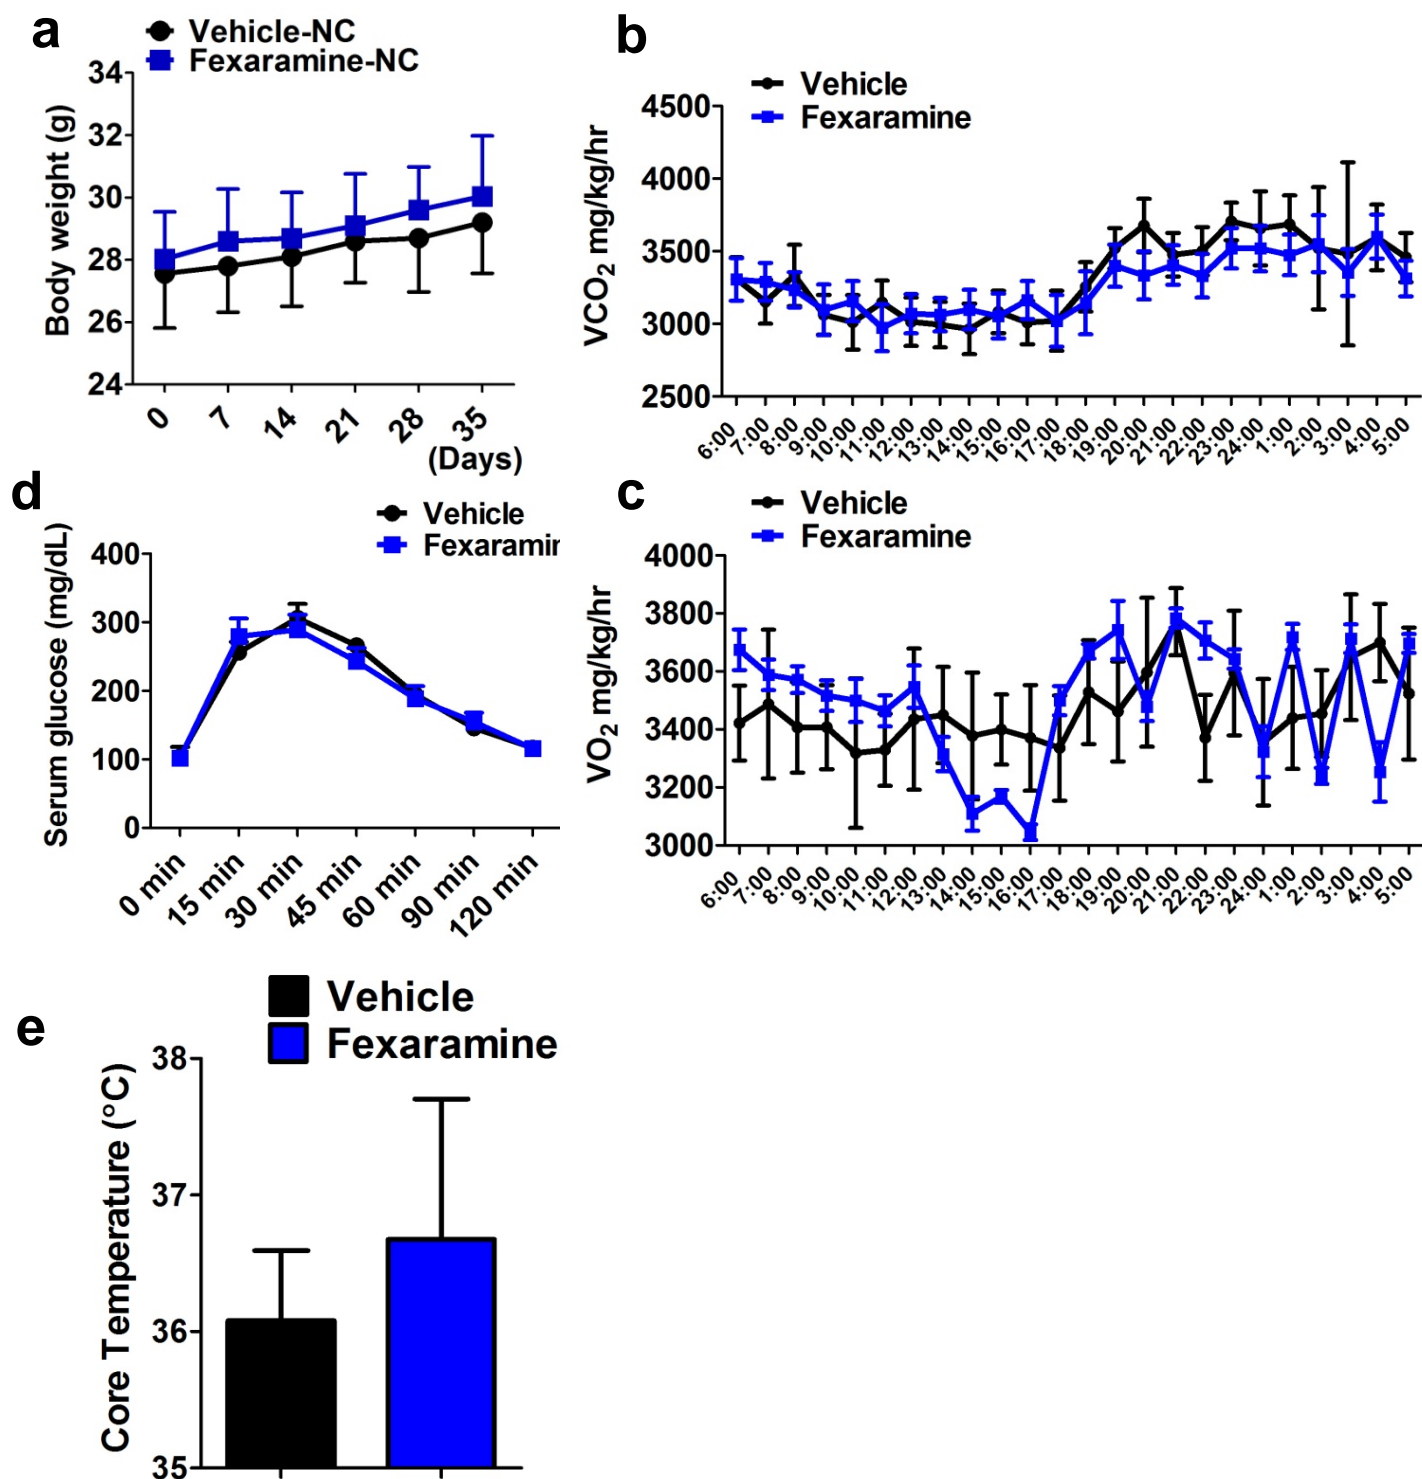 a
Vehicle-NC
Fexaramine-NC
Body weight (g)
34
32
30
28
26
24
0 7 14 21 28 35
(Days)
b
Vehicle
Fexaramine
VCO2 mg/kg/hr
4500
4000
3500
3000
2500
6:00 7:00 8:00 9:00 10:00 11:00 12:00 13:00 14:00 15:00 16:00 17:00 18:00 19:00 20:00 21:00 22:00 23:00 24:00 1:00 2:00 3:00 4:00 5:00
d
Vehicle
Fexaramin
Serum glucose (mg/dL)
400
300
200
100
0
0 min 15 min 30 min 45 min 60 min 90 min 120 min
c
Vehicle
Fexaramine
VO2 mg/kg/hr
4000
3800
3600
3400
3200
3000
6:00 7:00 8:00 9:00 10:00 11:00 12:00 13:00 14:00 15:00 16:00 17:00 18:00 19:00 20:00 21:00 22:00 23:00 24:00 1:00 2:00 3:00 4:00 5:00
e
Vehicle
Fexaramine
Core Temperature (°C)
38
37
36
35